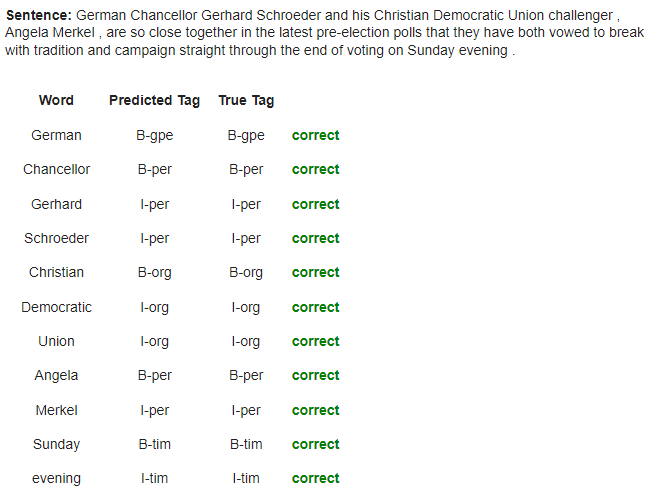 Sentence: German Chancellor Gerhard Schroeder and his Christian Democratic Union challenger ,
Angela Merkel , are so close together in the latest pre-election polls that they have both vowed to break
with tradition and campaign straight through the end of voting on Sunday evening .
Word Predicted Tag True Tag
German B-gpe B-gpe correct
Chancellor B-per B-per correct
Gerhard I-per I-per correct
Schroeder I-per I-per correct
Christian B-org B-org correct
Democratic I-org I-org correct
Union I-org I-org correct
Angela B-per B-per correct
Merkel I-per I-per correct
Sunday B-tim B-tim correct
evening I-tim I-tim correct